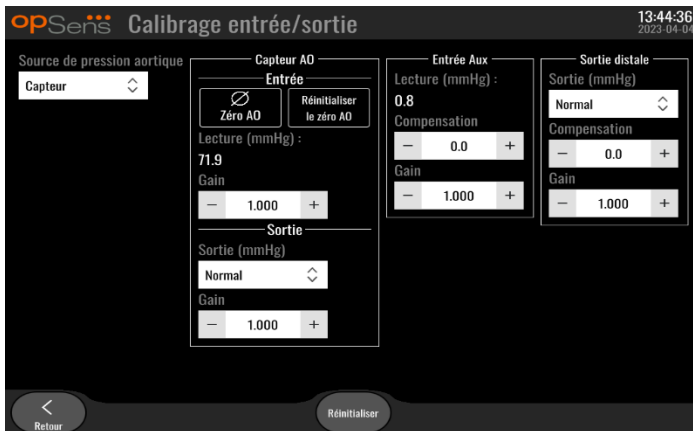 opSens Calibrage entrée/sortie
13:44:36
2023-04-04
Source de pression aortique
Capteur
Capteur AO
Entrée
Zéro AO
Réinitialiser
le zéro AO
Lecture (mmHg) :
71.9
Gain
− 1.000 +
Sortie
Sortie (mmHg)
Normal
Gain
− 1.000 +
Entrée Aux
Lecture (mmHg) :
0.8
Compensation
− 0.0 +
Gain
− 1.000 +
Sortie distale
Sortie (mmHg)
Normal
Compensation
− 0.0 +
Gain
− 1.000 +
Retour
Réinitialiser